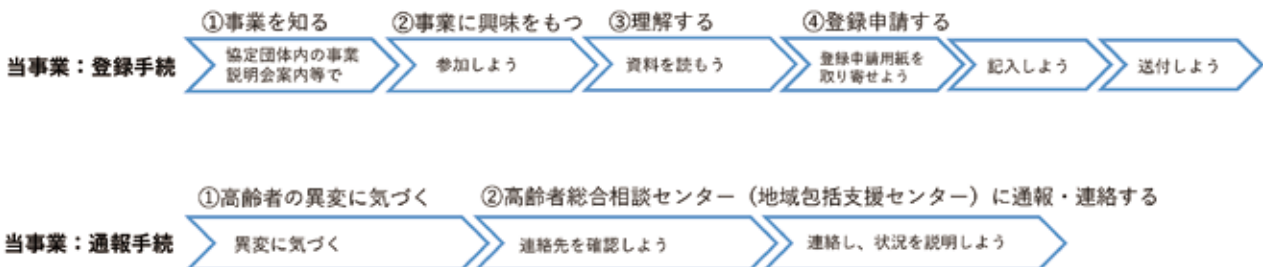 ①事業を知る ②事業に興味をもつ ③理解する ④登録申請する
当事業：登録手続
協定団体内の事業
説明会案内等で
参加しよう
資料を読もう
登録申請用紙を
取り寄せよう
記入しよう
送付しよう
①高齢者の異変に気づく ②高齢者総合相談センター（地域包括支援センター）に通報・連絡する
当事業：通報手続
異変に気づく
連絡先を確認しよう
連絡し、状況を説明しよう